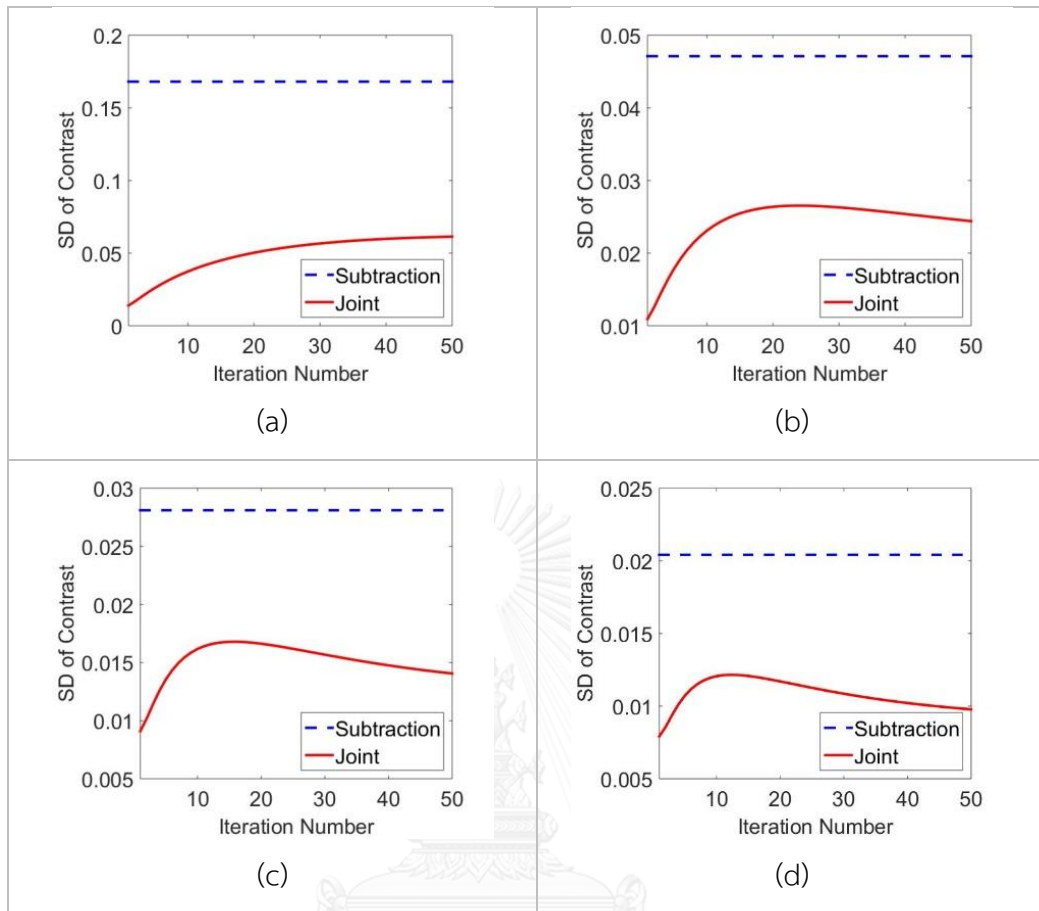 0.2
0.15
0.1
0.05
0
SD of Contrast
Subtraction
Joint
10 20 30 40 50
Iteration Number
(a)
0.05
0.04
0.03
0.02
0.01
SD of Contrast
Subtraction
Joint
10 20 30 40 50
Iteration Number
(b)
0.03
0.025
0.02
0.015
0.01
0.005
SD of Contrast
Subtraction
Joint
10 20 30 40 50
Iteration Number
(c)
0.025
0.02
0.015
0.01
0.005
SD of Contrast
Subtraction
Joint
10 20 30 40 50
Iteration Number
(d)